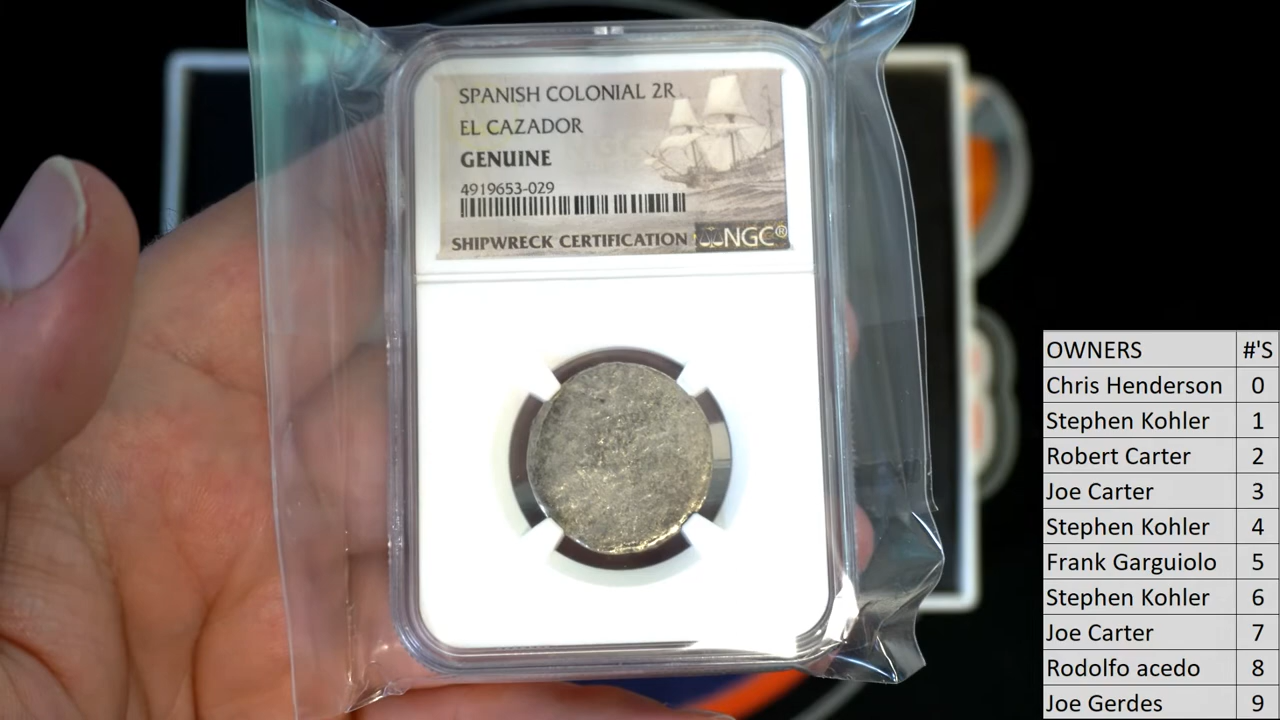 SPANISH COLONIAL 2R
EL CAZADOR
GENUINE
4919653-029
SHIPWRECK CERTIFICATION NGC®
OWNERS #'S
Chris Henderson 0
Stephen Kohler 1
Robert Carter 2
Joe Carter 3
Stephen Kohler 4
Frank Garguiolo 5
Stephen Kohler 6
Joe Carter 7
Rodolfo acedo 8
Joe Gerdes 9